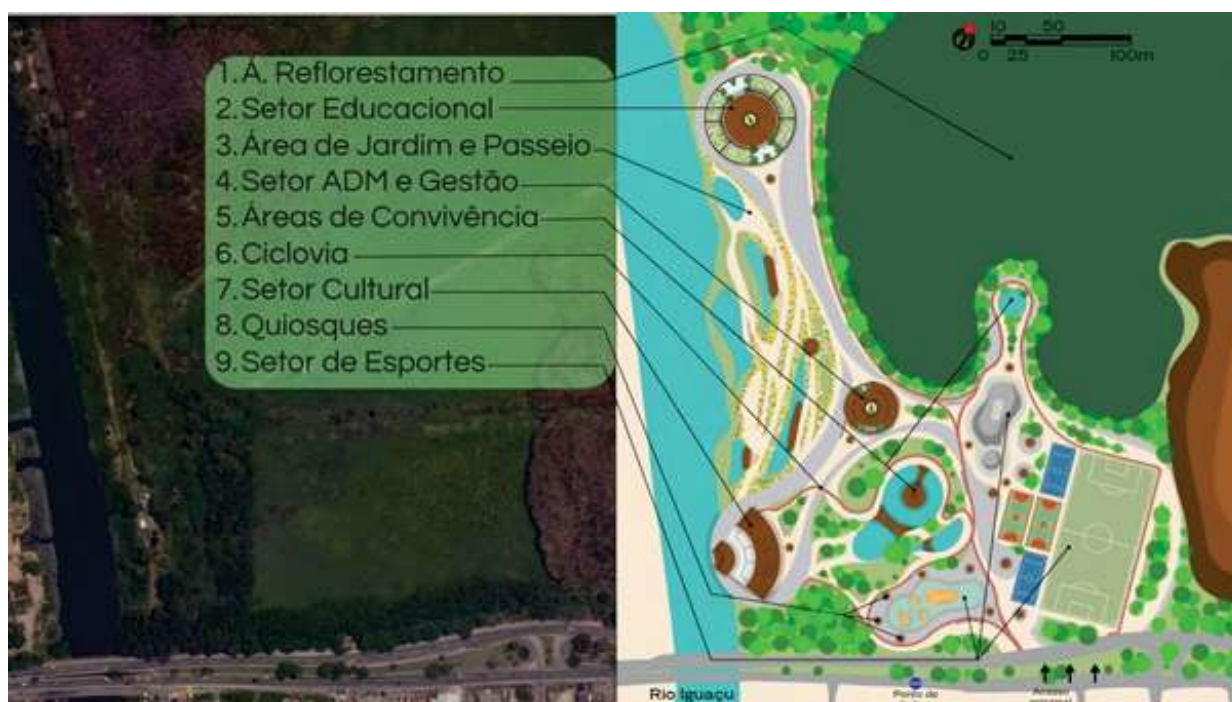 1. Á. Reflorestamento
2. Setor Educacional
3. Área de Jardim e Passeio
4. Setor ADM e Gestão
5. Áreas de Convivência
6. Ciclovia
7. Setor Cultural
8. Quiosques
9. Setor de Esportes
10 50
0 25 100m
Rio Iguaçu
Ponto de
Acesso